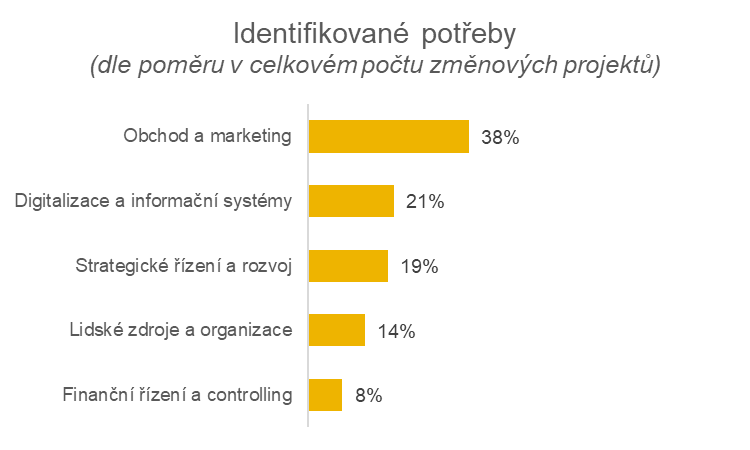 Identifikované potřeby
(dle poměru v celkovém počtu změnových projektů)
Obchod a marketing 38%
Digitalizace a informační systémy 21%
Strategické řízení a rozvoj 19%
Lidské zdroje a organizace 14%
Finanční řízení a controlling 8%